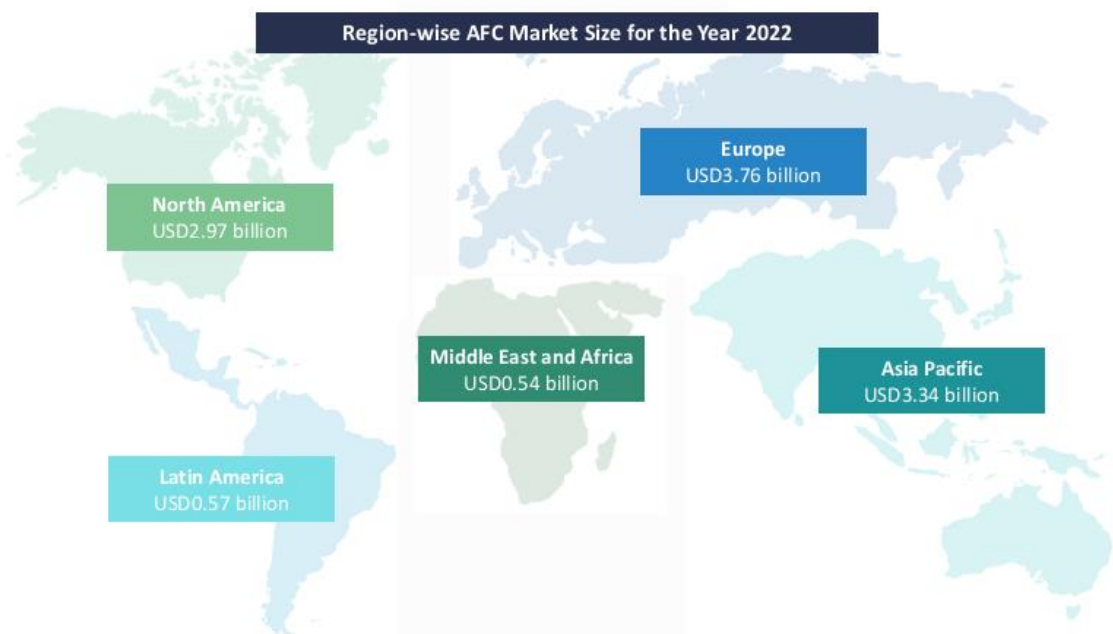 Region-wise AFC Market Size for the Year 2022
Europe
USD3.76 billion
North America
USD2.97 billion
Middle East and Africa
USD0.54 billion
Asia Pacific
USD3.34 billion
Latin America
USD0.57 billion